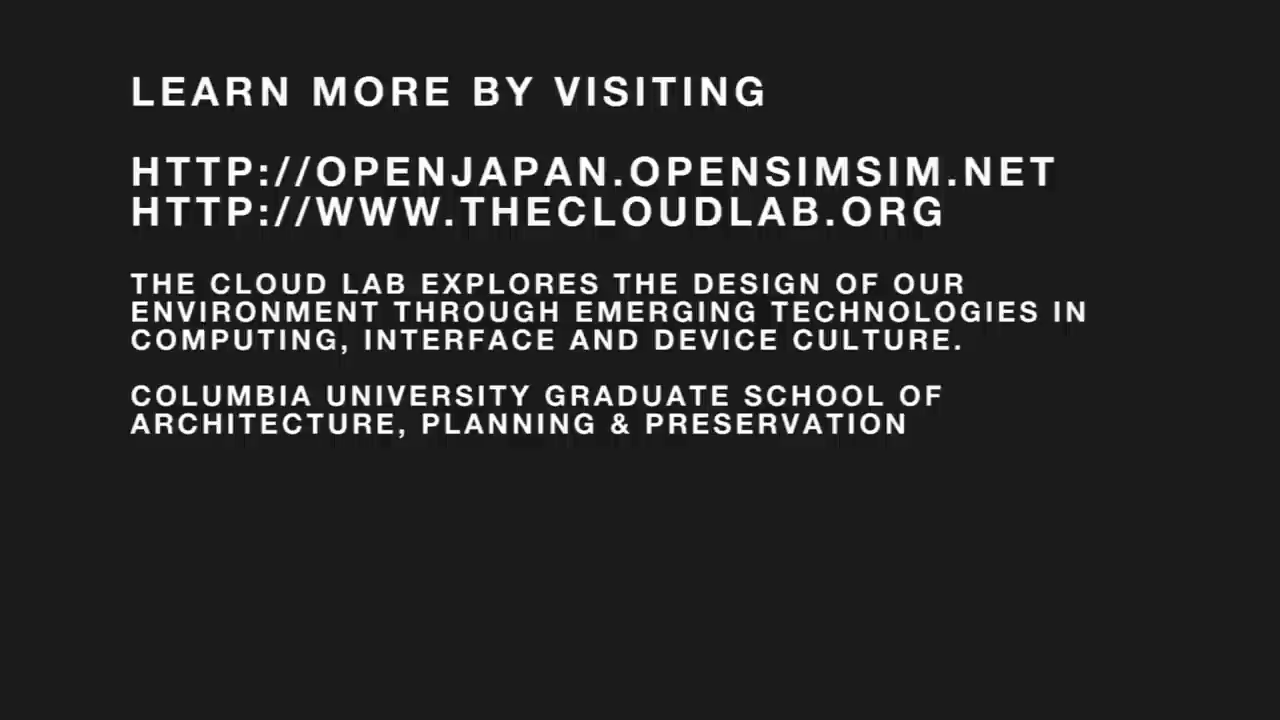 LEARN MORE BY VISITING
HTTP://OPENJAPAN.OPENSIMSIM.NET
HTTP://WWW.THECLOUDLAB.ORG
THE CLOUD LAB EXPLORES THE DESIGN OF OUR
ENVIRONMENT THROUGH EMERGING TECHNOLOGIES IN
COMPUTING, INTERFACE AND DEVICE CULTURE.
COLUMBIA UNIVERSITY GRADUATE SCHOOL OF
ARCHITECTURE, PLANNING & PRESERVATION